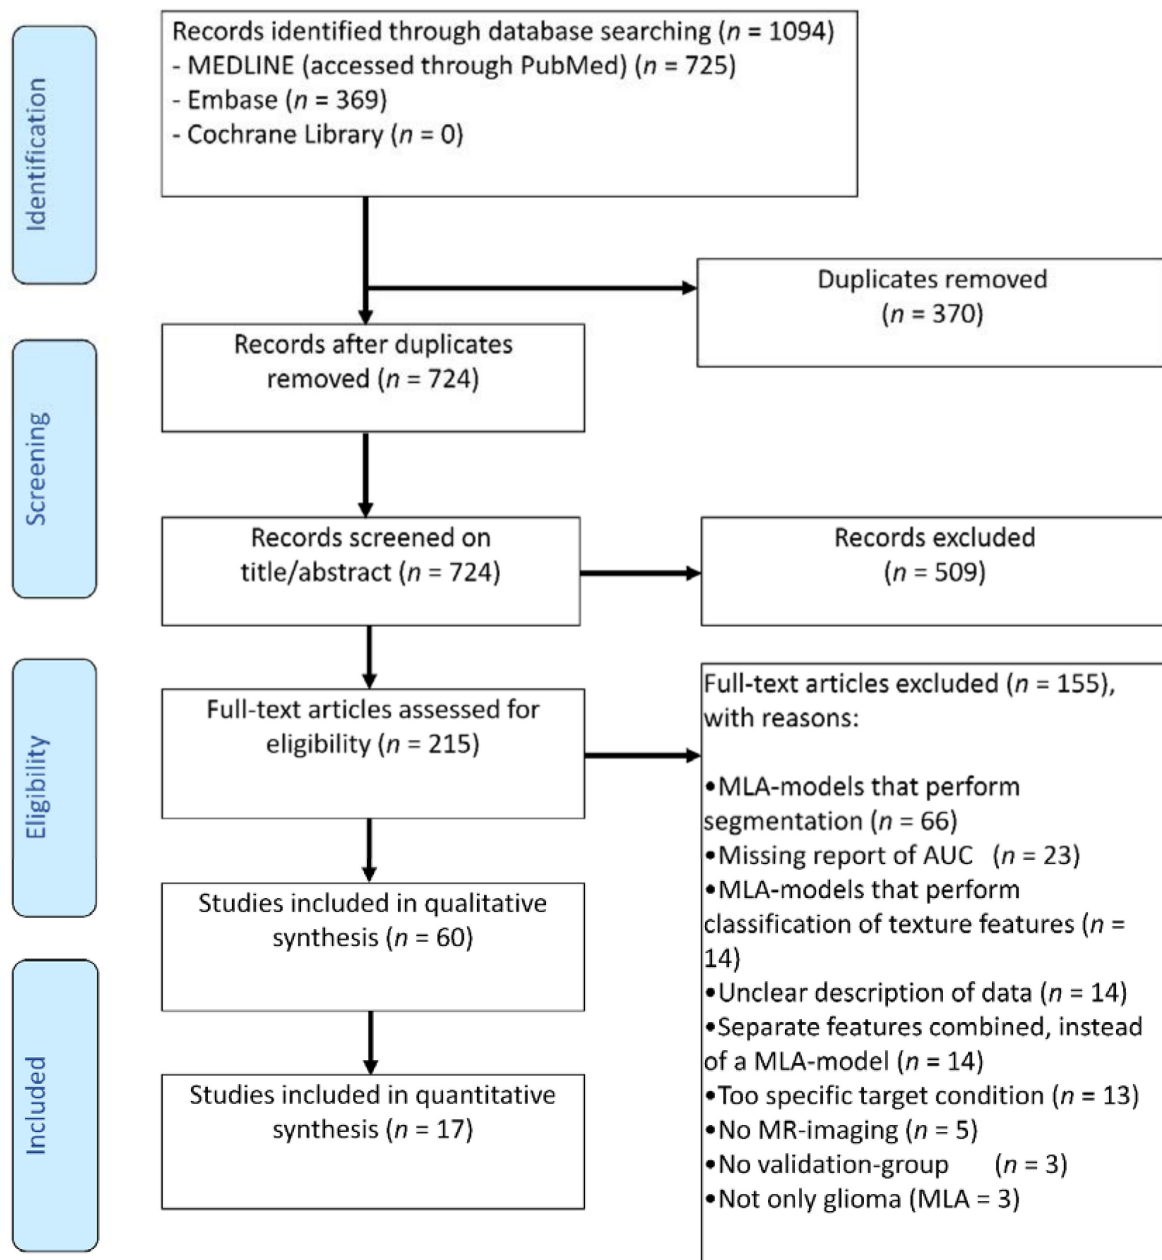 Identification
Records identified through database searching (n = 1094)
- MEDLINE (accessed through PubMed) (n = 725)
- Embase (n = 369)
- Cochrane Library (n = 0)
Duplicates removed
(n = 370)
Screening
Records after duplicates
removed (n = 724)
Records screened on
title/abstract (n = 724)
Records excluded
(n = 509)
Eligibility
Full-text articles assessed for
eligibility (n = 215)
Full-text articles excluded (n = 155),
with reasons:
•MLA-models that perform
segmentation (n = 66)
•Missing report of AUC (n = 23)
•MLA-models that perform
classification of texture features (n =
14)
•Unclear description of data (n = 14)
•Separate features combined, instead
of a MLA-model (n = 14)
•Too specific target condition (n = 13)
•No MR-imaging (n = 5)
•No validation-group (n = 3)
•Not only glioma (MLA = 3)
Studies included in qualitative
synthesis (n = 60)
Included
Studies included in quantitative
synthesis (n = 17)